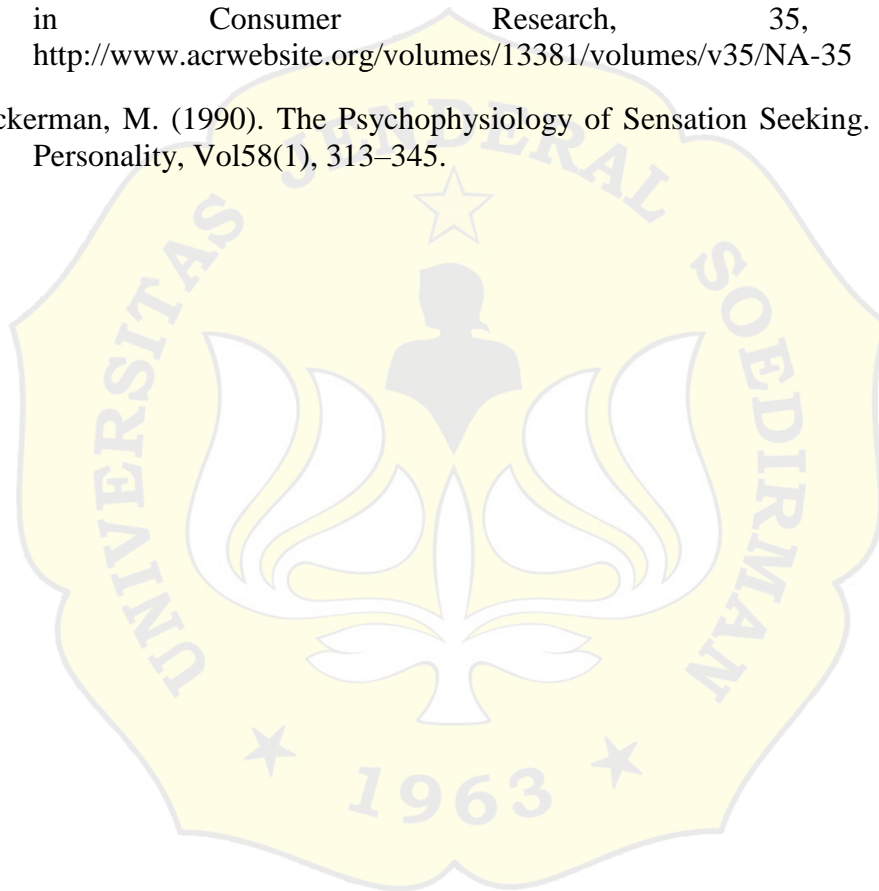 in Consumer Research, 35,
http://www.acrwebsite.org/volumes/13381/volumes/v35/NA-35
ckerman, M. (1990). The Psychophysiology of Sensation Seeking.
Personality, Vol58(1), 313–345.
UNIVERSITAS JENDERAL SOEDIRMAN
1963